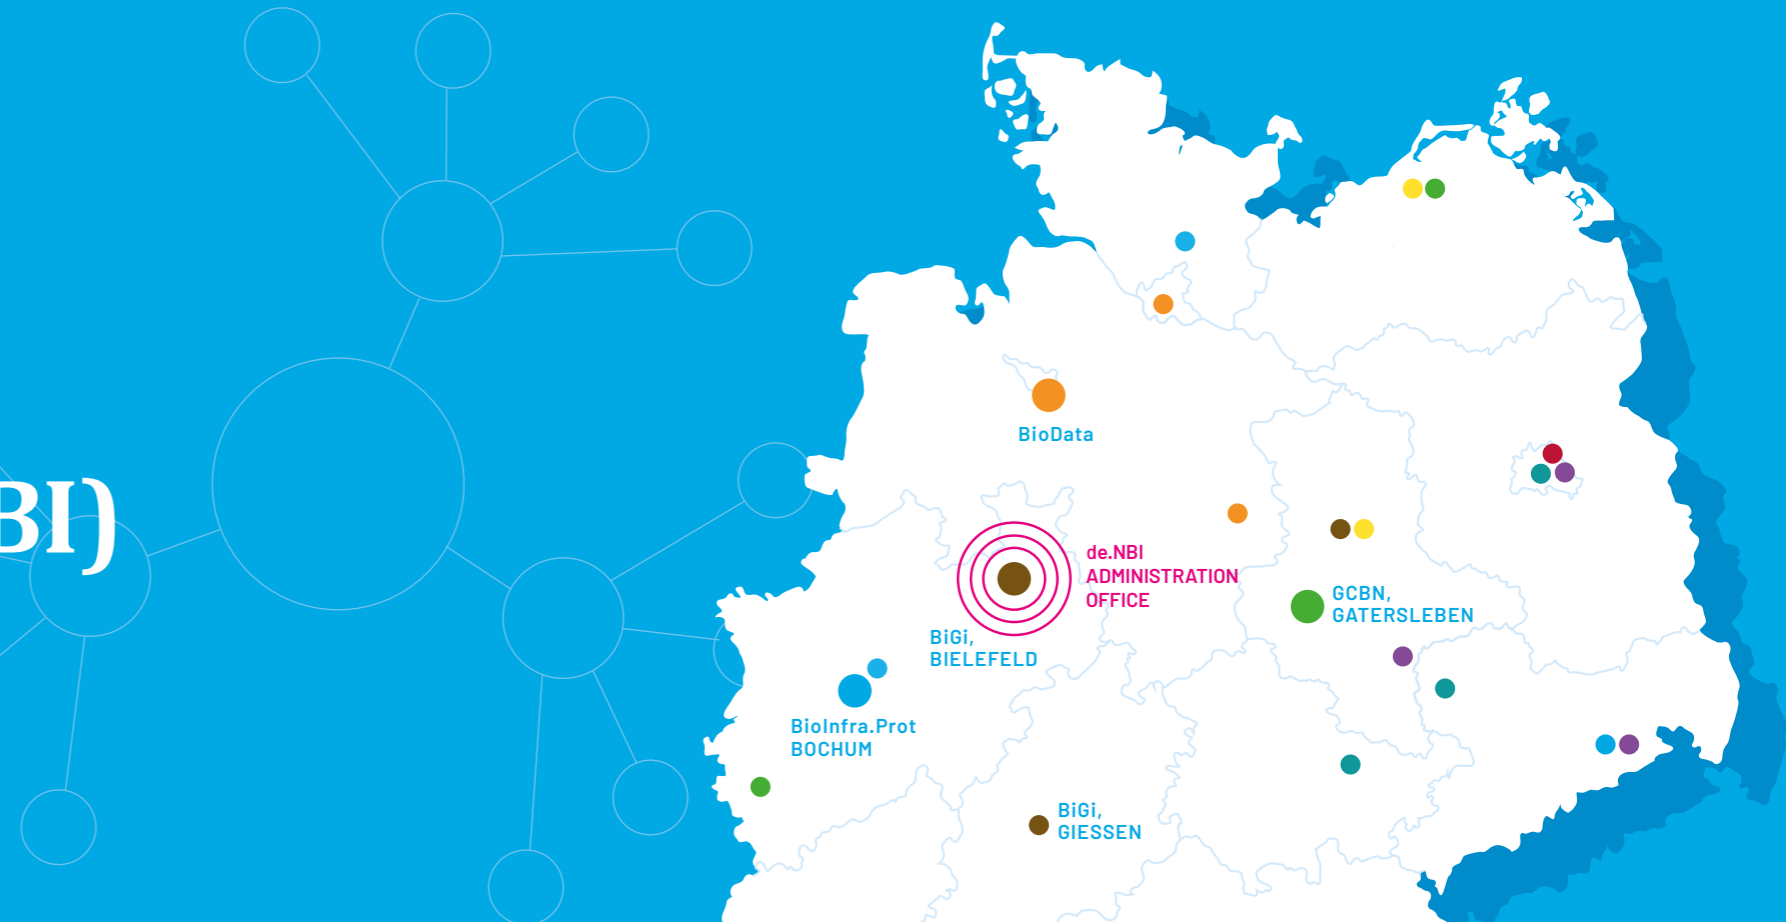 BI)
BioData
de.NBI
ADMINISTRATION
OFFICE
BiGi,
BIELEFELD
GCBN,
GATERSLEBEN
BioInfra.Prot
BOCHUM
BiGi,
GIESSEN